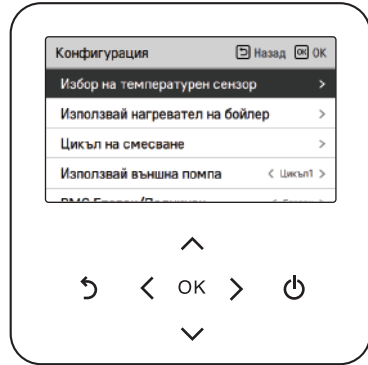 Конфигурация Назад OK OK
Избор на температурен сензор >
Използвай нагревател на бойлер >
Цикъл на смесване >
Използвай външна помпа < Цикъл1 >
< OK >